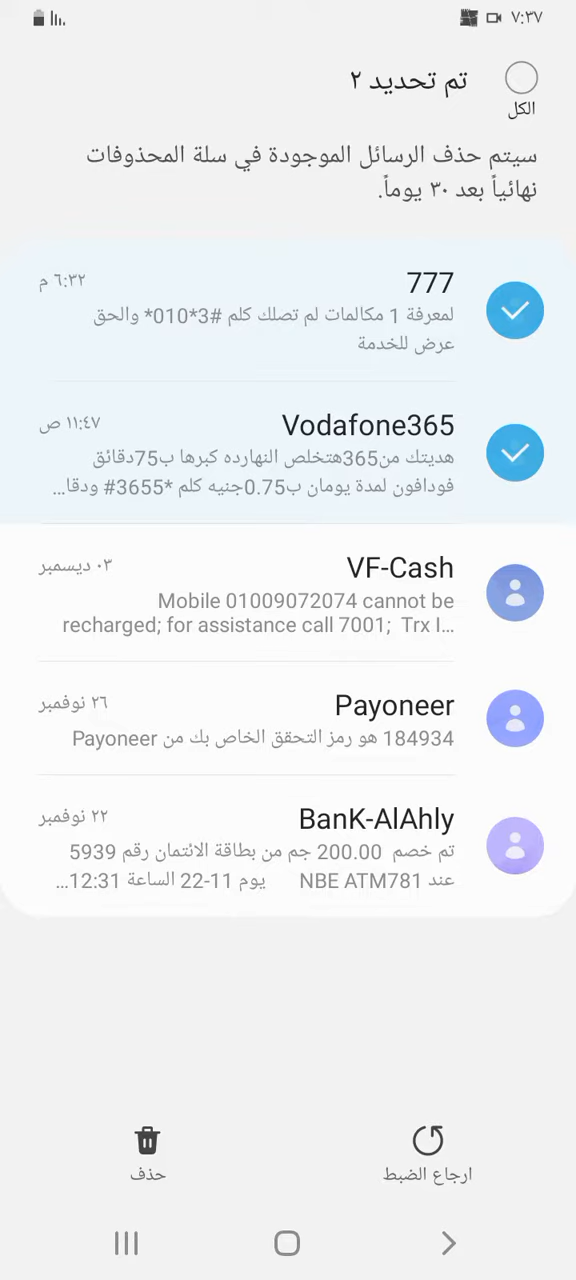 ٧:٣٧
تم تحديد ٢
الكل
سيتم حذف الرسائل الموجودة في سلة المحذوفات
نهائياً بعد ٣٠ يوماً.
777
٦:٣٢ م
لمعرفة 1 مكالمات لم تصلك كلم #3*010* والحق
عرض للخدمة
Vodafone365
١١:٤٧ ص
هديتك من365هتخلص النهارده كبرها ب75دقائق
فودافون لمدة يومان ب0.75جنيه كلم *3655# ودقا...
VF-Cash
٠٣ ديسمبر
Mobile 01009072074 cannot be
recharged; for assistance call 7001;  Trx I...
Payoneer
٢٦ نوفمبر
184934 هو رمز التحقق الخاص بك من Payoneer
BanK-AlAhly
٢٢ نوفمبر
تم خصم 200.00 جم من بطاقة الائتمان رقم 5939
عند NBE ATM781 يوم 11-22 الساعة 12:31...
ارجاع الضبط
حذف